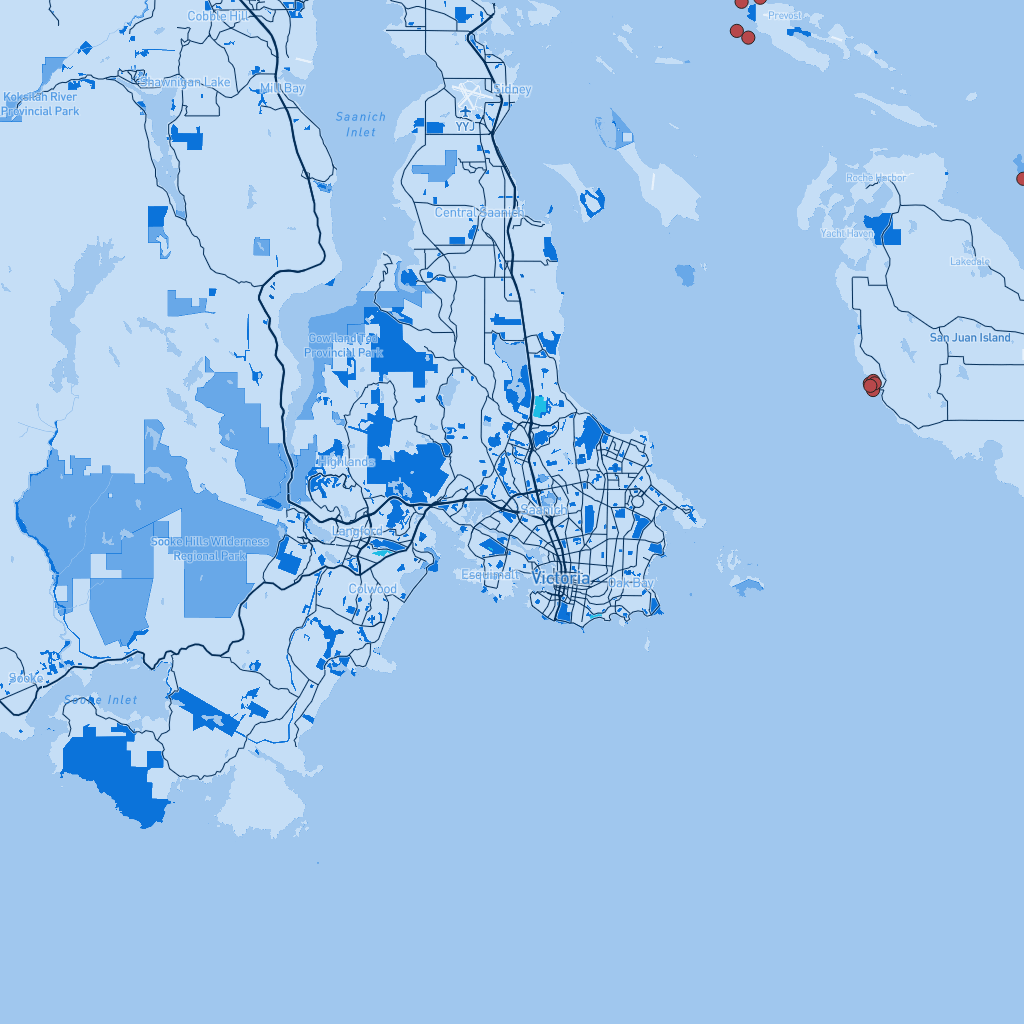 Cobble Hill
Prevost
Shawnigan Lake
Mill Bay
Sidney
Koksilah River
Provincial Park
Saanich
Inlet
YYJ
Roche Harbor
Central Saanich
Yacht Haven
Lakedale
Gowlland Tod
Provincial Park
San Juan Island
Highlands
Saanich
Langford
Sooke Hills Wilderness
Regional Park
Esquimalt
Victoria
Oak Bay
Colwood
Sooke
Sooke Inlet